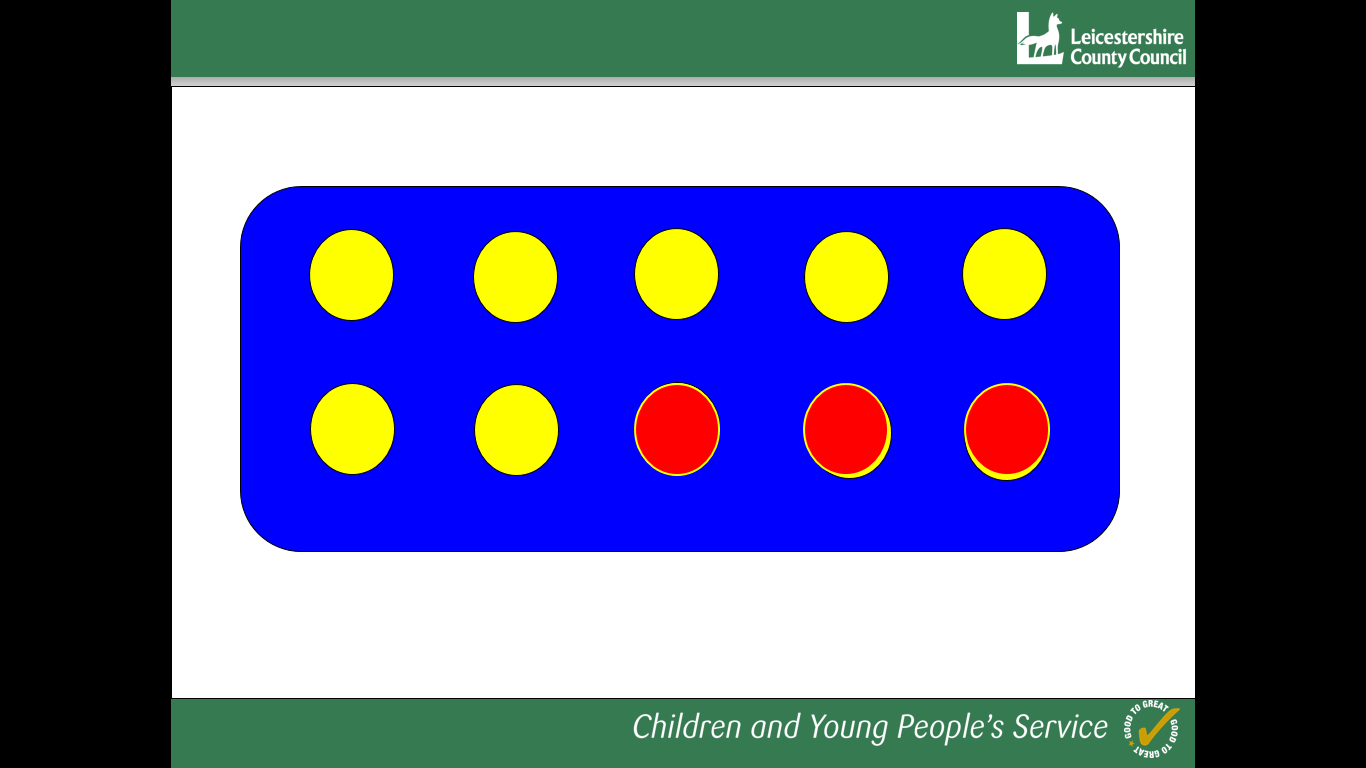 Leicestershire
County Council
Children and Young People's Service
GOOD TO GREAT
GOOD TO GREAT